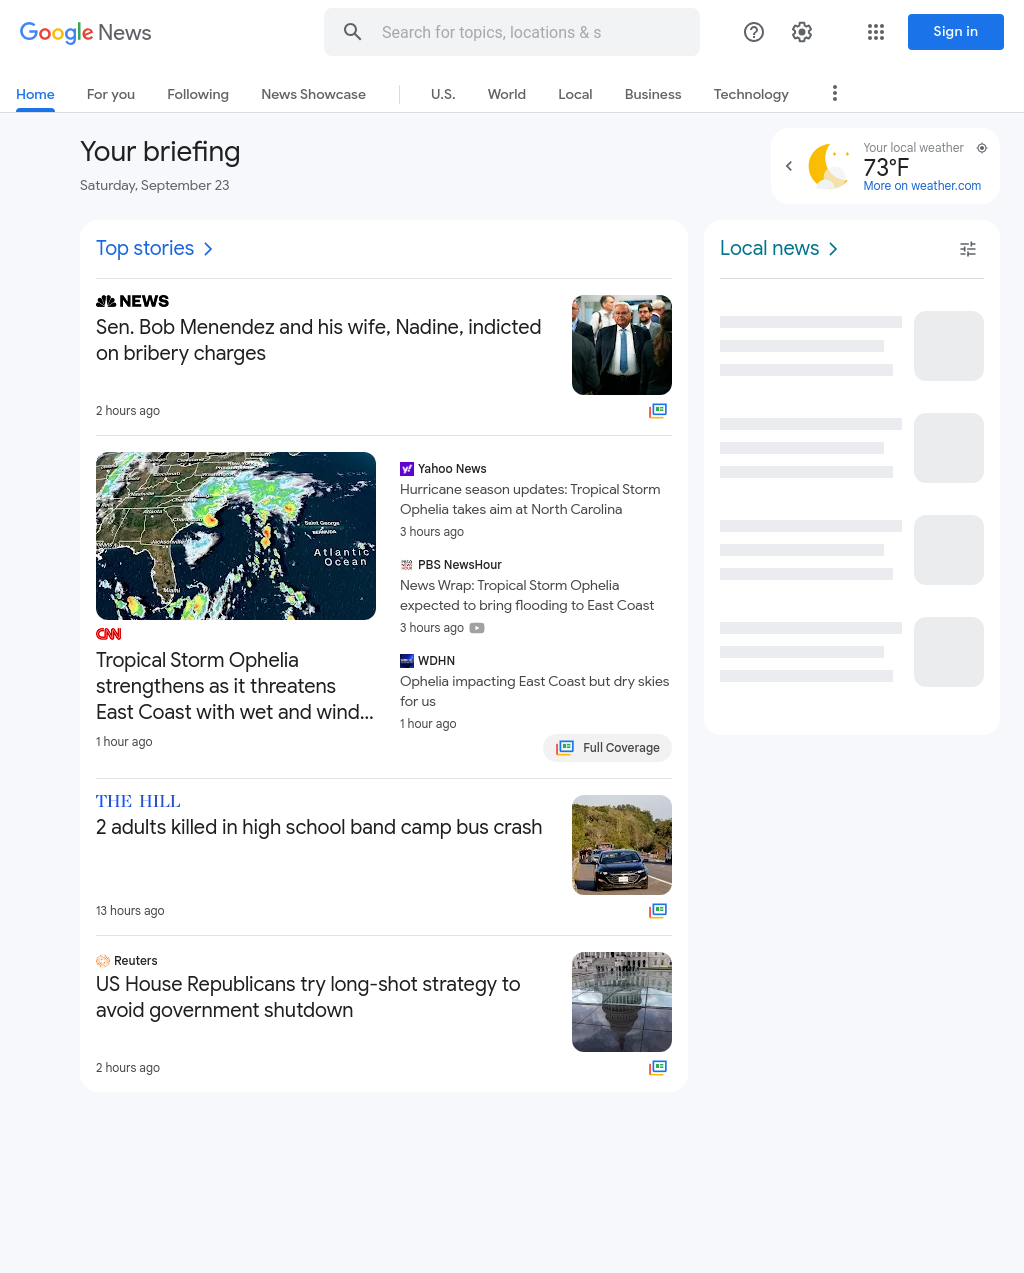 Google News
Search for topics, locations & s
Sign in
Home
For you
Following
News Showcase
U.S.
World
Local
Business
Technology
Your briefing
Saturday, September 23
Your local weather
73°F
More on weather.com
Top stories
NEWS
Sen. Bob Menendez and his wife, Nadine, indicted
on bribery charges
2 hours ago
Atlantic
Ocean
Saint George
BERMUDA
Miami
CNN
Tropical Storm Ophelia
strengthens as it threatens
East Coast with wet and wind...
1 hour ago
Yahoo News
Hurricane season updates: Tropical Storm
Ophelia takes aim at North Carolina
3 hours ago
PBS NewsHour
News Wrap: Tropical Storm Ophelia
expected to bring flooding to East Coast
3 hours ago
WDHN
Ophelia impacting East Coast but dry skies
for us
1 hour ago
Full Coverage
THE HILL
2 adults killed in high school band camp bus crash
13 hours ago
Reuters
US House Republicans try long-shot strategy to
avoid government shutdown
2 hours ago
Local news